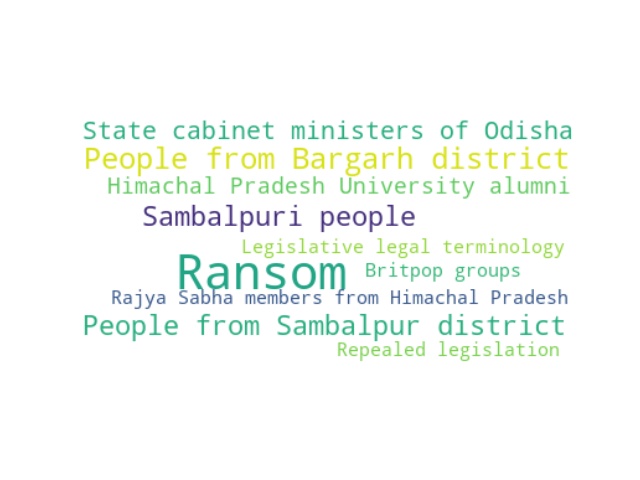 State cabinet ministers of Odisha
People from Bargarh district
Himachal Pradesh University alumni
Sambalpuri people
Legislative legal terminology
Ransom
Britpop groups
Rajya Sabha members from Himachal Pradesh
People from Sambalpur district
Repealed legislation